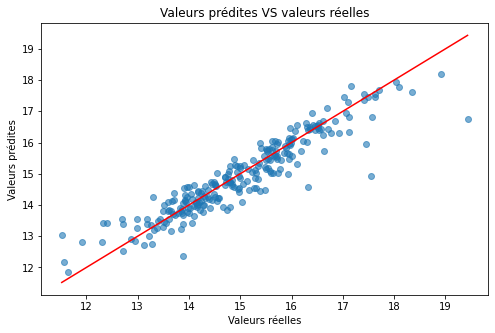 Valeurs prédites VS valeurs réelles
Valeurs prédites
19
18
17
16
15
14
13
12
12 13 14 15 16 17 18 19
Valeurs réelles